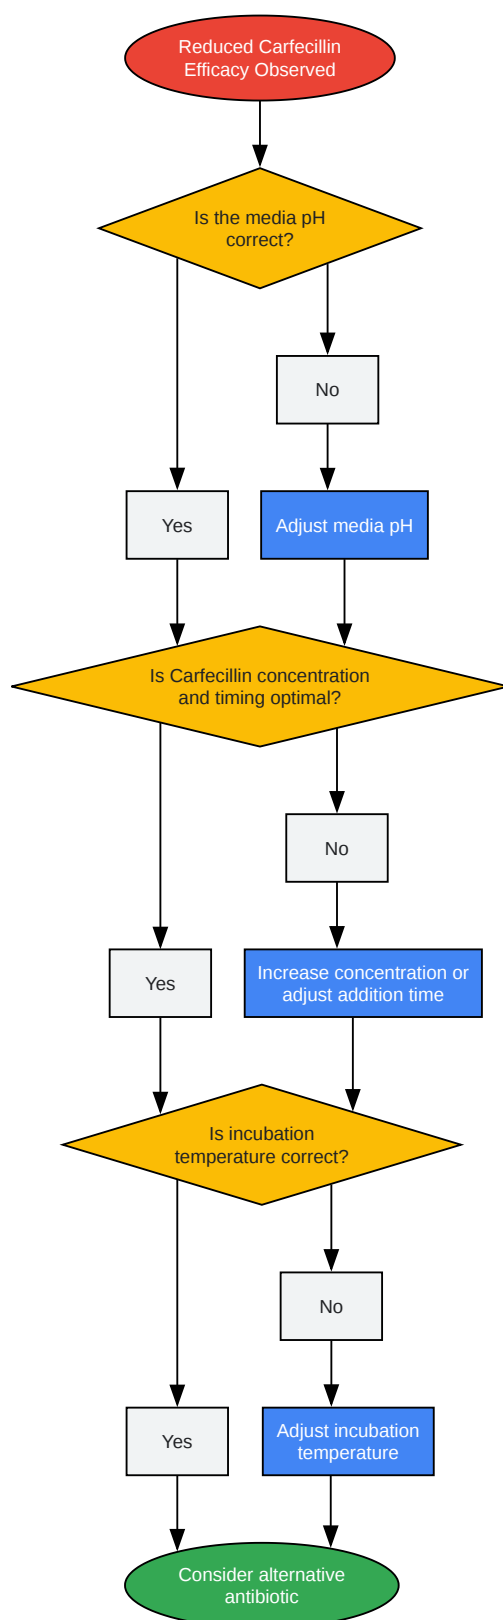 Reduced Carfecillin
Efficacy Observed
Is the media pH
correct?
No
Yes
Adjust media pH
Is Carfecillin concentration
and timing optimal?
No
Yes
Increase concentration or
adjust addition time
Is incubation
temperature correct?
No
Yes
Adjust incubation
temperature
Consider alternative
antibiotic